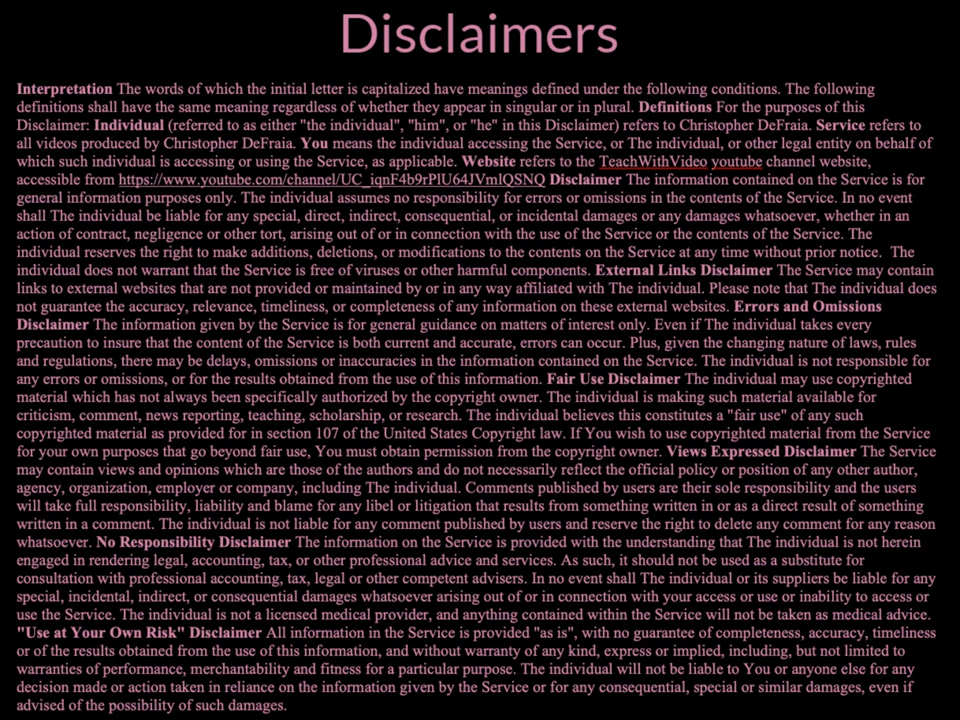 Disclaimers
Interpretation The words of which the initial letter is capitalized have meanings defined under the following conditions. The following
definitions shall have the same meaning regardless of whether they appear in singular or in plural. Definitions For the purposes of this
Disclaimer: Individual (referred to as either "the individual", "him", or "he" in this Disclaimer) refers to Christopher DeFraia. Service refers to
all videos produced by Christopher DeFraia. You means the individual accessing the Service, or The individual, or other legal entity on behalf of
which such individual is accessing or using the Service, as applicable. Website refers to the TeachWithVideo youtube channel website,
accessible from https://www.youtube.com/channel/UC_iqnF4b9rPlU64JVmlQSNQ Disclaimer The information contained on the Service is for
general information purposes only. The individual assumes no responsibility for errors or omissions in the contents of the Service. In no event
shall The individual be liable for any special, direct, indirect, consequential, or incidental damages or any damages whatsoever, whether in an
action of contract, negligence or other tort, arising out of or in connection with the use of the Service or the contents of the Service. The
individual reserves the right to make additions, deletions, or modifications to the contents on the Service at any time without prior notice. The
individual does not warrant that the Service is free of viruses or other harmful components. External Links Disclaimer The Service may contain
links to external websites that are not provided or maintained by or in any way affiliated with The individual. Please note that The individual does
not guarantee the accuracy, relevance, timeliness, or completeness of any information on these external websites. Errors and Omissions
Disclaimer The information given by the Service is for general guidance on matters of interest only. Even if The individual takes every
precaution to insure that the content of the Service is both current and accurate, errors can occur. Plus, given the changing nature of laws, rules
and regulations, there may be delays, omissions or inaccuracies in the information contained on the Service. The individual is not responsible for
any errors or omissions, or for the results obtained from the use of this information. Fair Use Disclaimer The individual may use copyrighted
material which has not always been specifically authorized by the copyright owner. The individual is making such material available for
criticism, comment, news reporting, teaching, scholarship, or research. The individual believes this constitutes a "fair use" of any such
copyrighted material as provided for in section 107 of the United States Copyright law. If You wish to use copyrighted material from the Service
for your own purposes that go beyond fair use, You must obtain permission from the copyright owner. Views Expressed Disclaimer The Service
may contain views and opinions which are those of the authors and do not necessarily reflect the official policy or position of any other author,
agency, organization, employer or company, including The individual. Comments published by users are their sole responsibility and the users
will take full responsibility, liability and blame for any libel or litigation that results from something written in or as a direct result of something
written in a comment. The individual is not liable for any comment published by users and reserve the right to delete any comment for any reason
whatsoever. No Responsibility Disclaimer The information on the Service is provided with the understanding that The individual is not herein
engaged in rendering legal, accounting, tax, or other professional advice and services. As such, it should not be used as a substitute for
consultation with professional accounting, tax, legal or other competent advisers. In no event shall The individual or its suppliers be liable for any
special, incidental, indirect, or consequential damages whatsoever arising out of or in connection with your access or use or inability to access or
use the Service. The individual is not a licensed medical provider, and anything contained within the Service will not be taken as medical advice.
"Use at Your Own Risk" Disclaimer All information in the Service is provided "as is", with no guarantee of completeness, accuracy, timeliness
or of the results obtained from the use of this information, and without warranty of any kind, express or implied, including, but not limited to
warranties of performance, merchantability and fitness for a particular purpose. The individual will not be liable to You or anyone else for any
decision made or action taken in reliance on the information given by the Service or for any consequential, special or similar damages, even if
advised of the possibility of such damages.